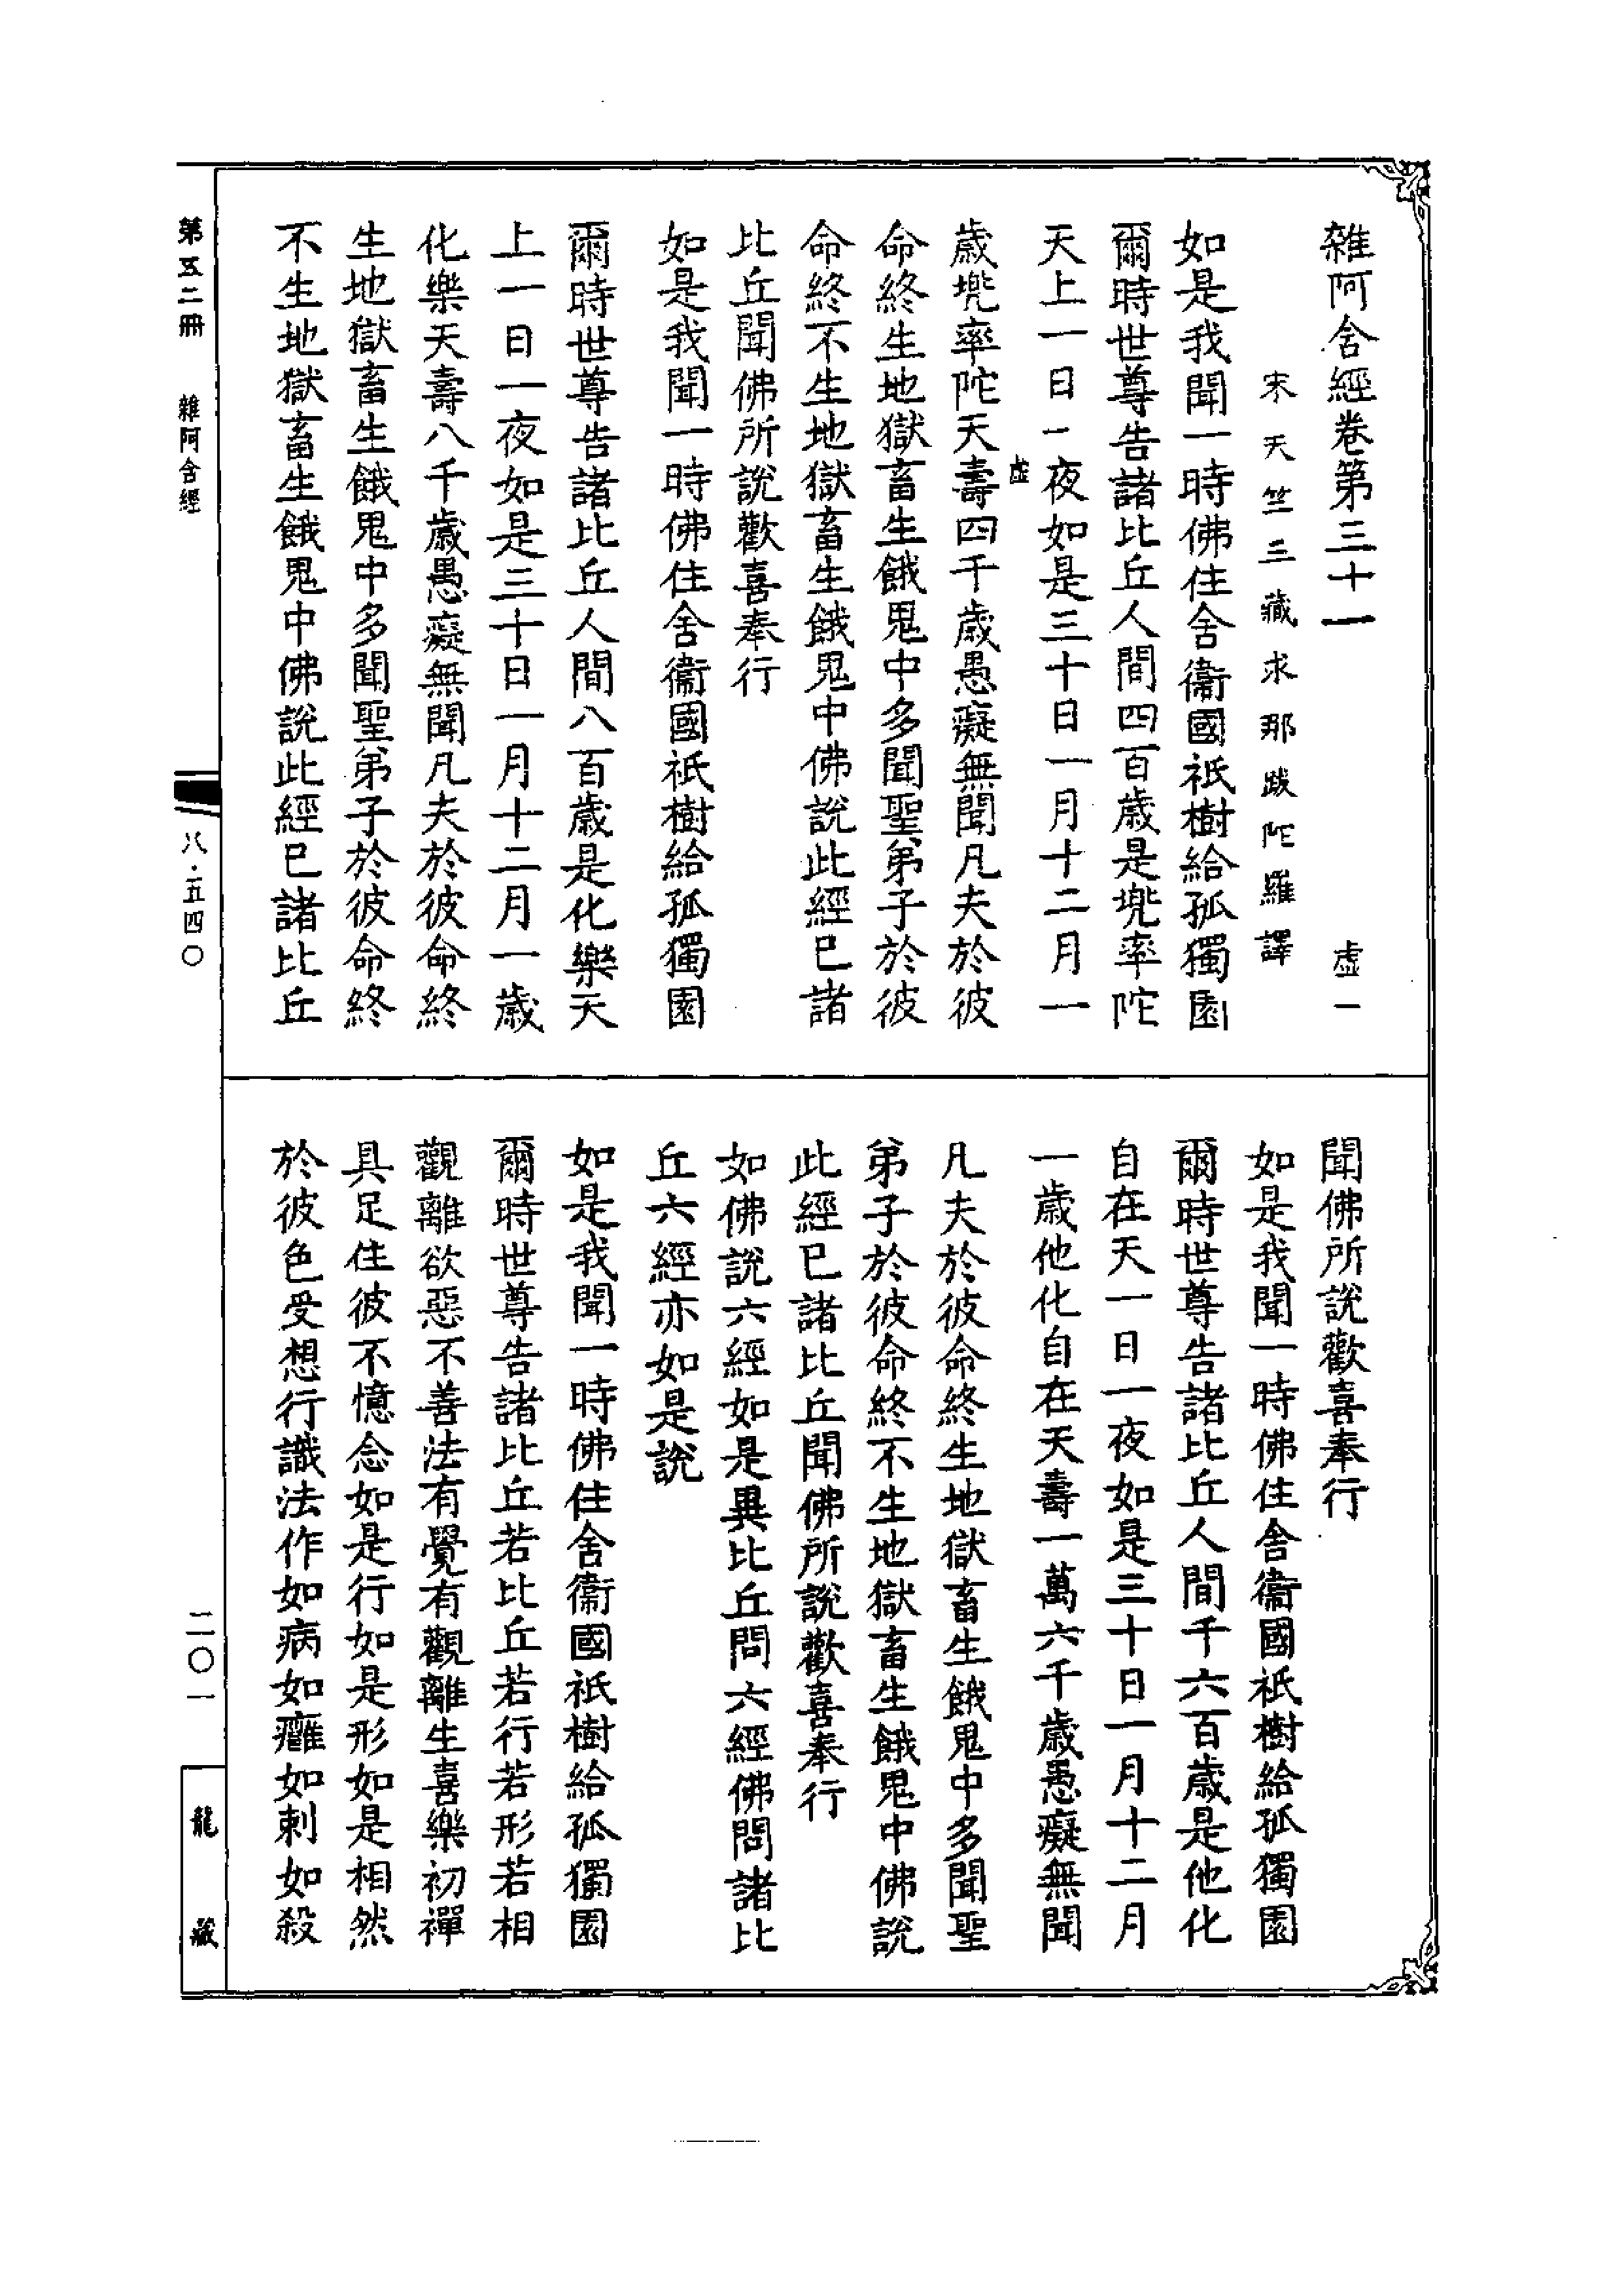 雜阿含經卷第三十一　虛一
宋天竺三藏求那跋陀羅譯
如是我聞一時佛住舍衞國祇樹給孤獨園
爾時世尊告諸比丘人間四百歲是兠率陀
天上一日一夜如是三十日一月十二月一
虛
歲兠率陀天壽四千歲愚癡無聞凡夫於彼
命終生地獄畜生餓鬼中多聞聖弟子於彼
命終不生地獄畜生餓鬼中佛說此經已諸
比丘聞佛所說歡喜奉行
如是我聞一時佛住舍衞國祇樹給孤獨園
爾時世尊告諸比丘人間八百歲是化樂天
上一日一夜如是三十日一月十二月一歲
化樂天壽八千歲愚癡無聞凡夫於彼命終
生地獄畜生餓鬼中多聞聖弟子於彼命終
不生地獄畜生餓鬼中佛說此經已諸比丘
聞佛所說歡喜奉行
如是我聞一時佛住舍衞國祇樹給孤獨園
爾時世尊告諸比丘人間千六百歲是他化
自在天一日一夜如是三十日一月十二月
一歲他化自在天壽一萬六千歲愚癡無聞
凡夫於彼命終生地獄畜生餓鬼中多聞聖
弟子於彼命終不生地獄畜生餓鬼中佛說
此經已諸比丘聞佛所說歡喜奉行
如佛說六經如是異比丘問六經佛問諸比
丘六經亦如是說
如是我聞一時佛住舍衞國祇樹給孤獨園
爾時世尊告諸比丘若比丘若行若形若相
觀離欲惡不善法有覺有觀離生喜樂初禪
具足住彼不憶念如是行如是形如是相然
於彼色受想行識法作如病如癰如刺如殺
第五二冊　雜阿含經
八·五四〇
二〇一
龍藏